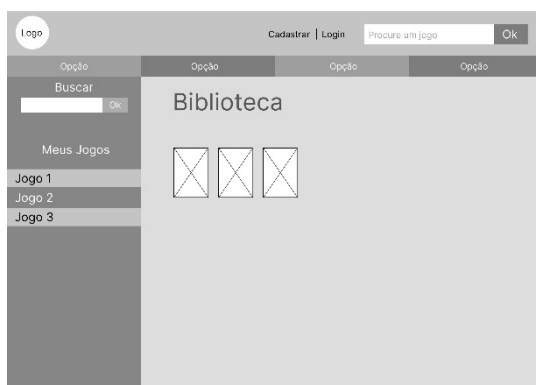 Logo
Cadastrar | Login
Procure um jogo
Ok
Opção
Opção
Opção
Opção
Buscar
Ok
Biblioteca
Meus Jogos
Jogo 1
Jogo 2
Jogo 3